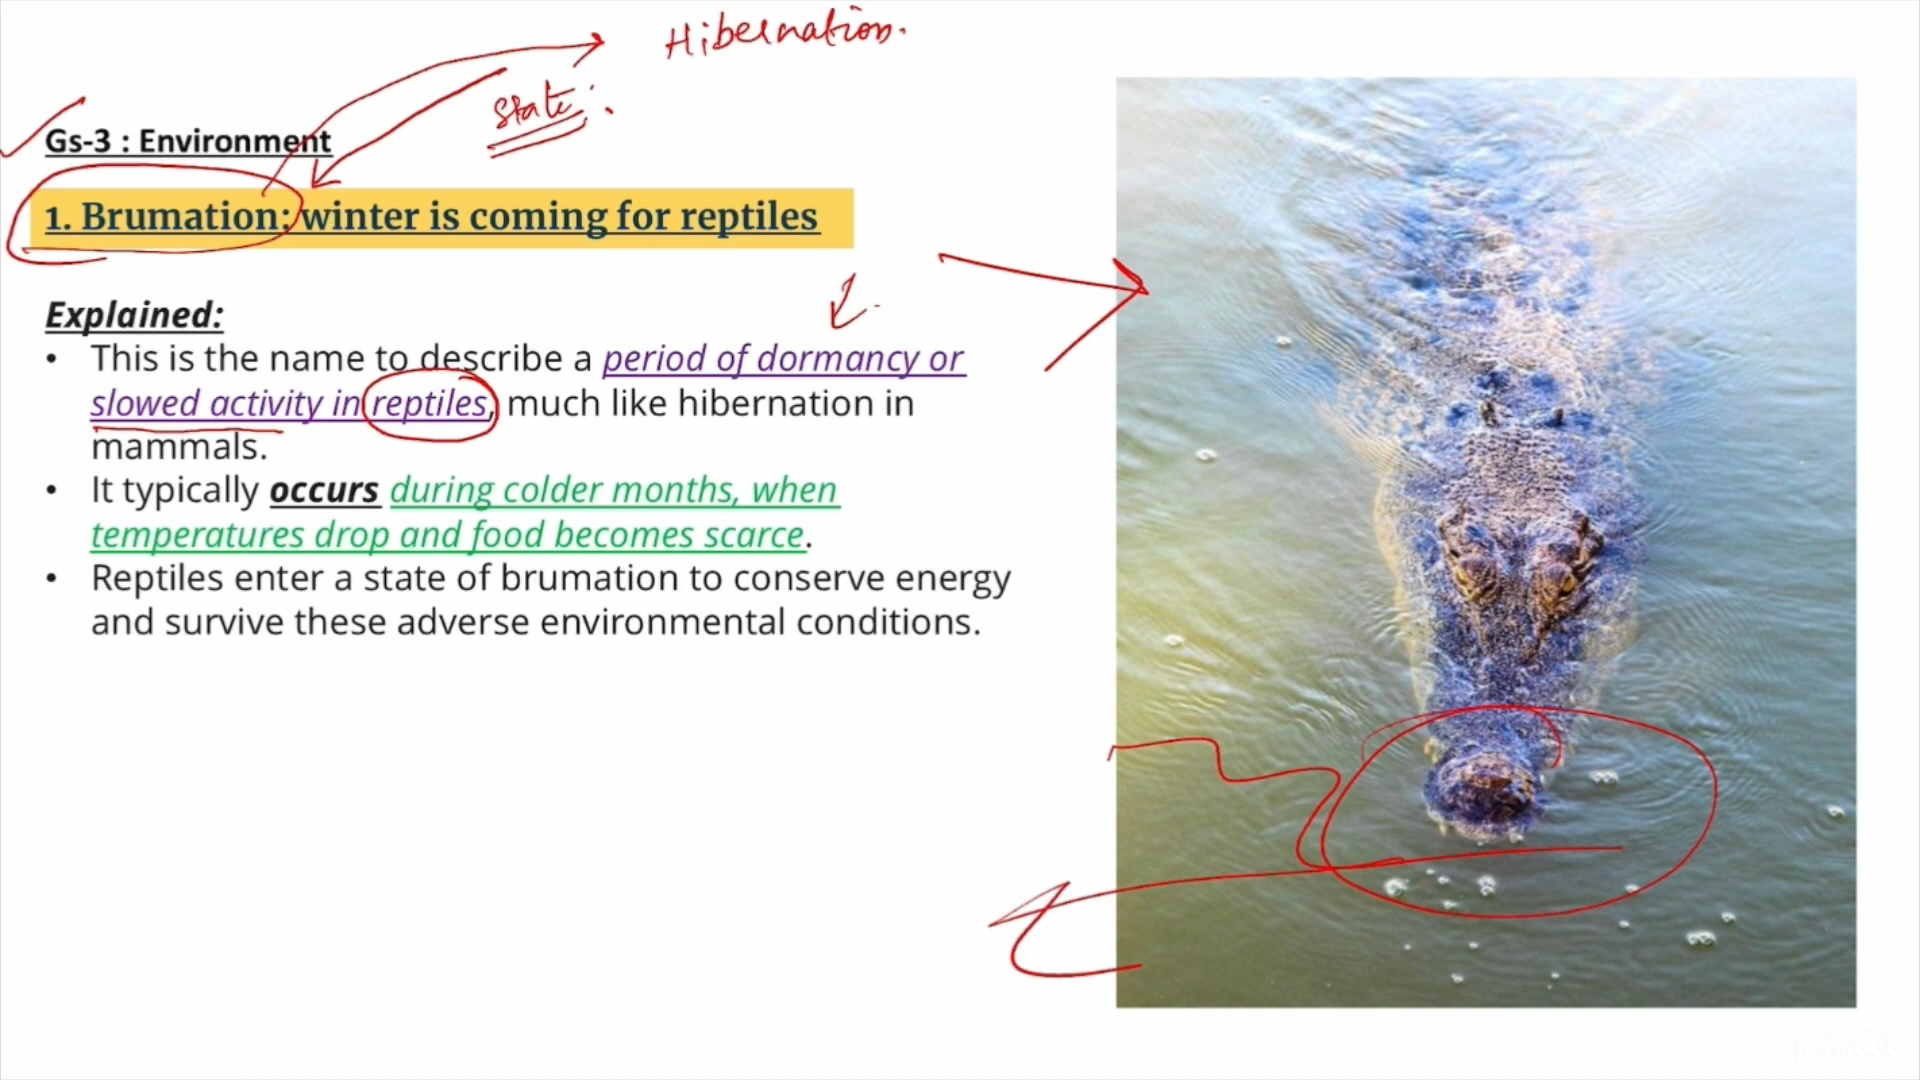 Hibernation.
State:
Gs-3 : Environment
1. Brumation: winter is coming for reptiles
Explained:
• This is the name to describe a period of dormancy or
slowed activity in reptiles, much like hibernation in
mammals.
• It typically occurs during colder months, when
temperatures drop and food becomes scarce.
• Reptiles enter a state of brumation to conserve energy
and survive these adverse environmental conditions.
InShOt